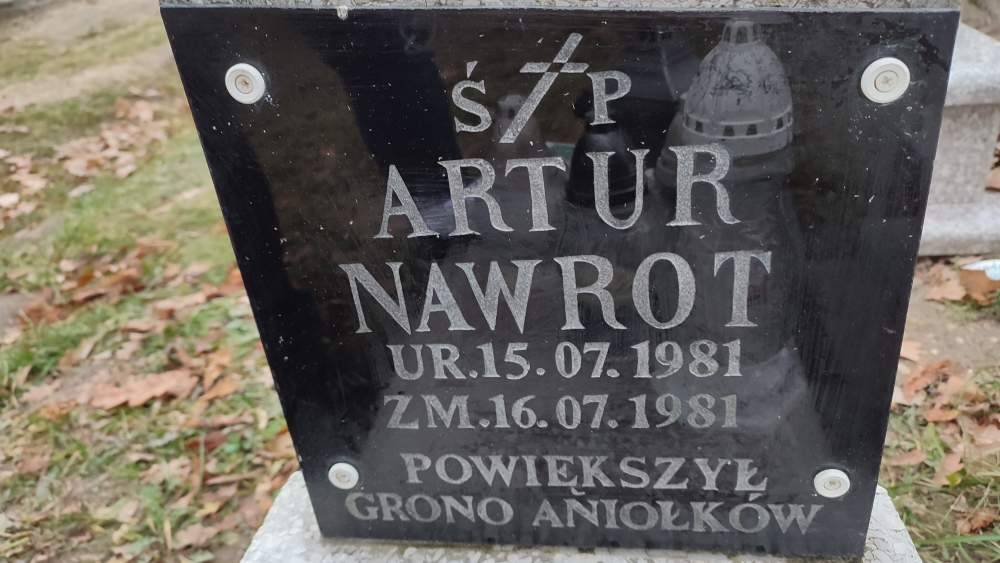 Ś P
ARTUR
NAWROT
UR. 15. 07. 1981
ZM. 16. 07. 1981
POWIĘKSZYŁ
GRONO ANIOŁKÓW